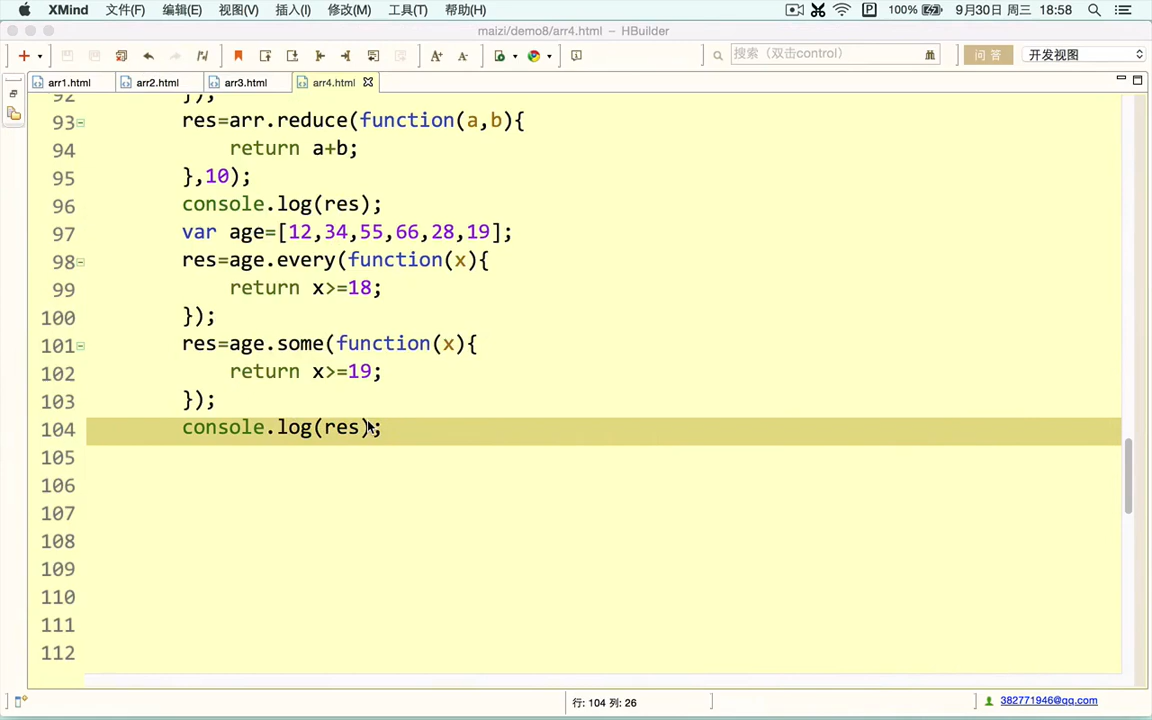 XMind 文件(F) 编辑(E) 视图(V) 插入(I) 修改(M) 工具(T) 帮助(H) 100% 9月30日 周三 18:58
maizi/demo8/arr4.html – HBuilder
搜索（双击control） 问 答 开发视图
arr1.html arr2.html arr3.html arr4.html
92 });
93 res=arr.reduce(function(a,b){
94 return a+b;
95 },10);
96 console.log(res);
97 var age=[12,34,55,66,28,19];
98 res=age.every(function(x){
99 return x>=18;
100 });
101 res=age.some(function(x){
102 return x>=19;
103 });
104 console.log(res);
105
106
107
108
109
110
111
112
行: 104 列: 26 382771946@qq.com